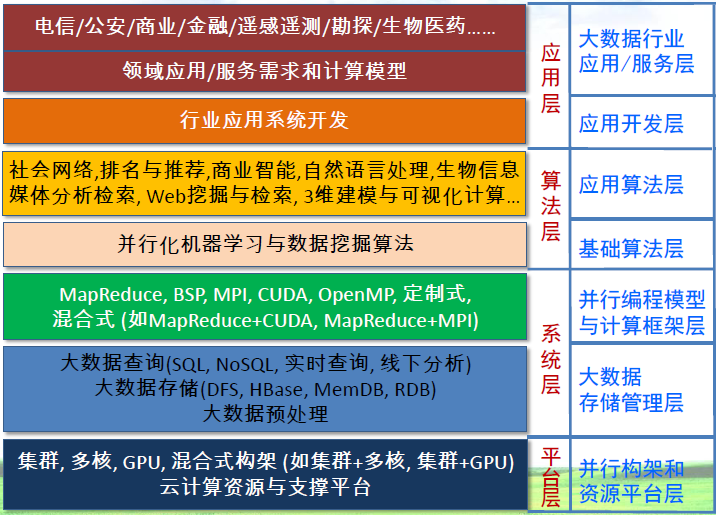 电信/公安/商业/金融/遥感遥测/勘探/生物医药……
领域应用/服务需求和计算模型
行业应用系统开发
应用层
大数据行业
应用/服务层
应用开发层
社会网络,排名与推荐,商业智能,自然语言处理,生物信息
媒体分析检索, Web挖掘与检索, 3维建模与可视化计算...
并行化机器学习与数据挖掘算法
算法层
应用算法层
基础算法层
MapReduce, BSP, MPI, CUDA, OpenMP, 定制式,
混合式 (如MapReduce+CUDA, MapReduce+MPI)
大数据查询(SQL, NoSQL, 实时查询, 线下分析)
大数据存储(DFS, HBase, MemDB, RDB)
大数据预处理
系统层
并行编程模型
与计算框架层
大数据
存储管理层
集群, 多核, GPU, 混合式构架 (如集群+多核, 集群+GPU)
云计算资源与支撑平台
平台层
并行构架和
资源平台层